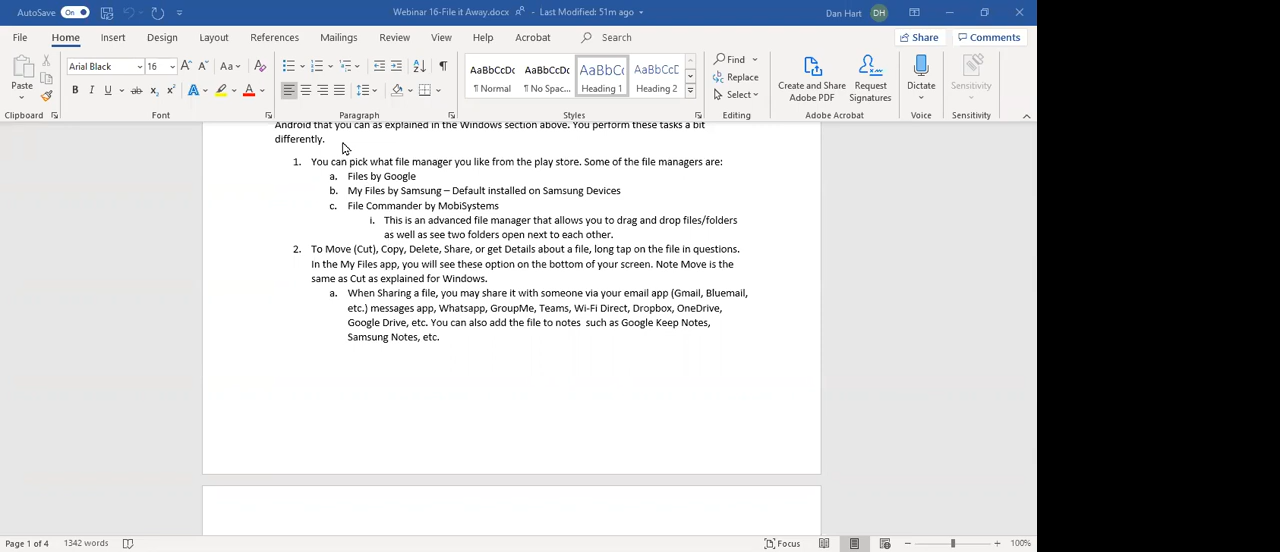 AutoSave On Webinar 16-File it Away.docx - Last Modified: 51m ago Dan Hart DH
File Home Insert Design Layout References Mailings Review View Help Acrobat Search Share Comments
Paste Arial Black 16 A A Aa A AaBbCcDc AaBbCcDc AaBbCc AaBbCcD Find Create and Share Request Dictate Sensitivity
B I U ab x₂ x² A A ¶ Normal ¶ No Spac... Heading 1 Heading 2 Replace Adobe PDF Signatures
Select
Clipboard Font Paragraph Styles Editing Adobe Acrobat Voice Sensitivity
Android that you can as explained in the Windows section above. You perform these tasks a bit
differently.
1. You can pick what file manager you like from the play store. Some of the file managers are:
a. Files by Google
b. My Files by Samsung – Default installed on Samsung Devices
c. File Commander by MobiSystems
i. This is an advanced file manager that allows you to drag and drop files/folders
as well as see two folders open next to each other.
2. To Move (Cut), Copy, Delete, Share, or get Details about a file, long tap on the file in questions.
In the My Files app, you will see these option on the bottom of your screen. Note Move is the
same as Cut as explained for Windows.
a. When Sharing a file, you may share it with someone via your email app (Gmail, Bluemail,
etc.) messages app, Whatsapp, GroupMe, Teams, Wi-Fi Direct, Dropbox, OneDrive,
Google Drive, etc. You can also add the file to notes such as Google Keep Notes,
Samsung Notes, etc.
Page 1 of 4 1342 words Focus 100%